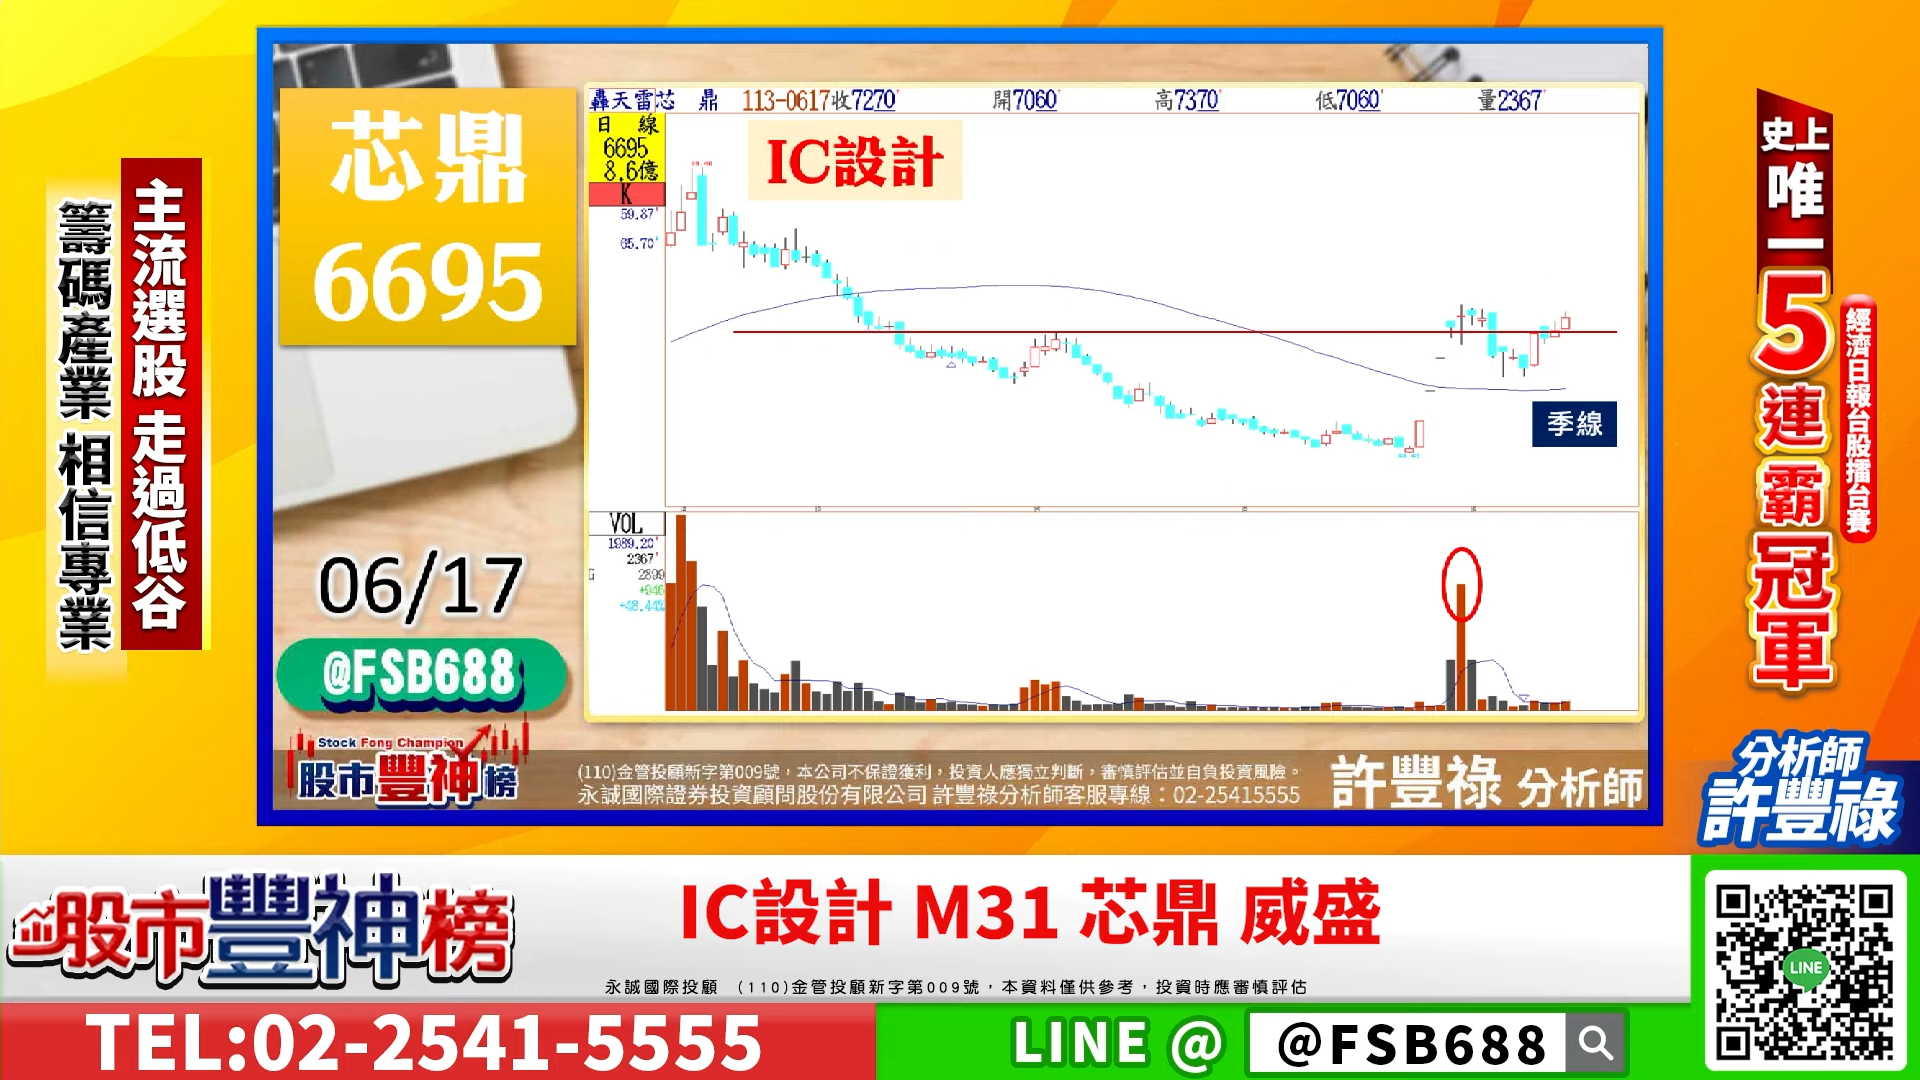 籌碼產業 相信專業
主流選股 走過低谷
芯鼎
6695
06/17
@FSB688
Stock Fong Champion
股市豐神榜
轟天雷芯 鼎 113-0617收7270' 開7060' 高7370' 低7060' 量2367'
日 線
6695
8.6億
K
59.87'
65.70'
IC設計
季線
VOL
1989.20'
2367'
2899
+48.44%
(110)金管投顧新字第009號，本公司不保證獲利，投資人應獨立判斷，審慎評估並自負投資風險。
永誠國際證券投資顧問股份有限公司 許豐祿分析師客服專線：02-25415555
許豐祿 分析師
史上唯一5連霸冠軍
經濟日報台股擂台賽
分析師
許豐祿
股市豐神榜
IC設計 M31 芯鼎 威盛
永誠國際投顧 (110)金管投顧新字第009號，本資料僅供參考，投資時應審慎評估
TEL:02-2541-5555
LINE @ @FSB688
LINE